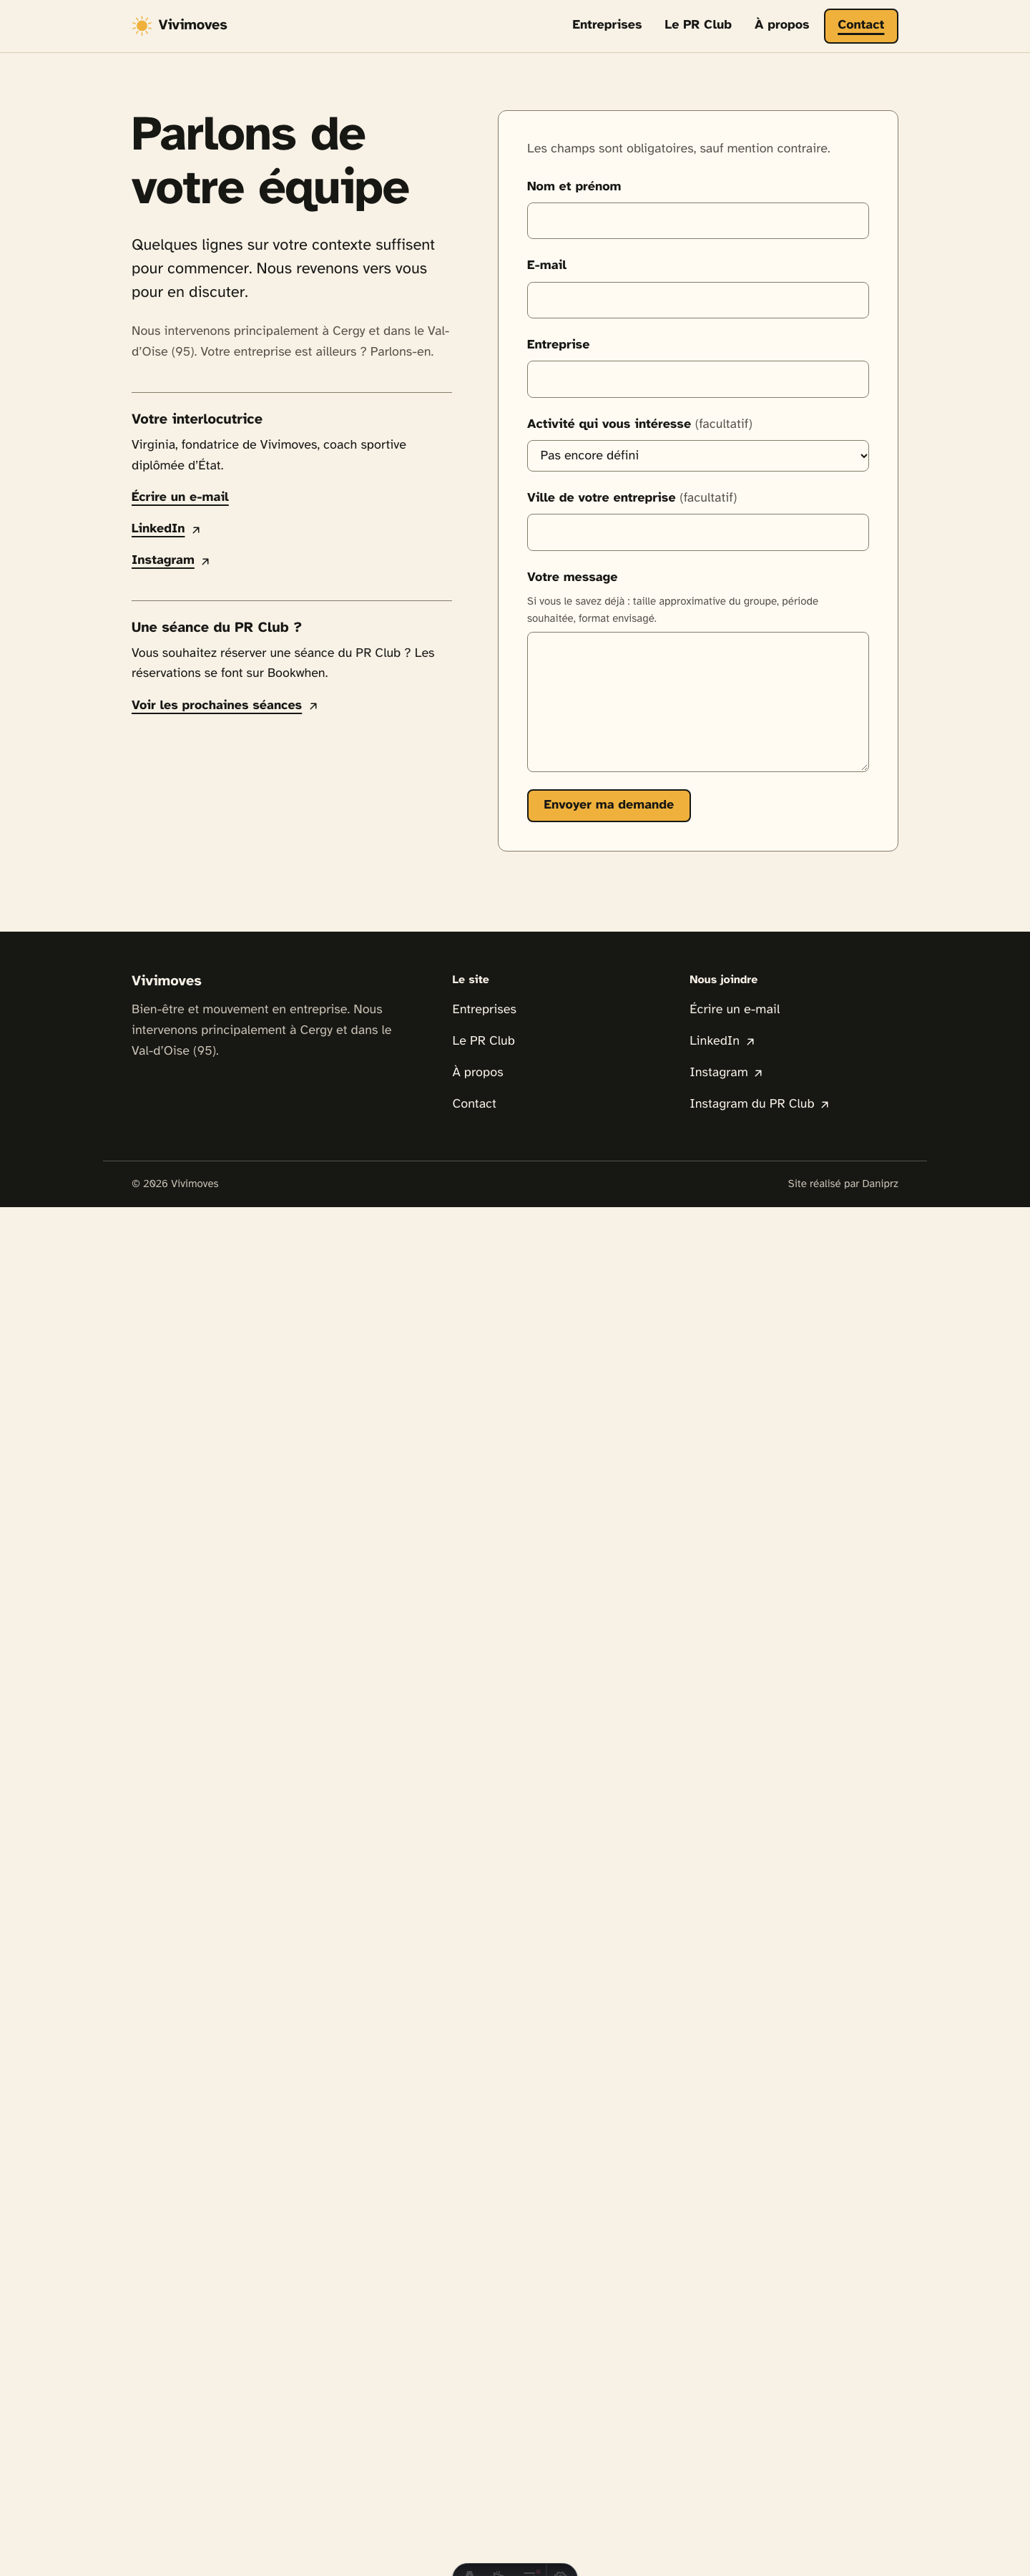 Vivimoves
Entreprises
Le PR Club
À propos
Contact
Parlons de
votre équipe
Quelques lignes sur votre contexte suffisent
pour commencer. Nous revenons vers vous
pour en discuter.
Nous intervenons principalement à Cergy et dans le Val-
d’Oise (95). Votre entreprise est ailleurs ? Parlons-en.
Votre interlocutrice
Virginia, fondatrice de Vivimoves, coach sportive
diplômée d’État.
Écrire un e-mail
LinkedIn
Instagram
Une séance du PR Club ?
Vous souhaitez réserver une séance du PR Club ? Les
réservations se font sur Bookwhen.
Voir les prochaines séances
Les champs sont obligatoires, sauf mention contraire.
Nom et prénom
E-mail
Entreprise
Activité qui vous intéresse (facultatif)
Pas encore défini
Ville de votre entreprise (facultatif)
Votre message
Si vous le savez déjà : taille approximative du groupe, période
souhaitée, format envisagé.
Envoyer ma demande
Vivimoves
Bien-être et mouvement en entreprise. Nous
intervenons principalement à Cergy et dans le
Val-d’Oise (95).
Le site
Entreprises
Le PR Club
À propos
Contact
Nous joindre
Écrire un e-mail
LinkedIn
Instagram
Instagram du PR Club
© 2026 Vivimoves
Site réalisé par Daniprz